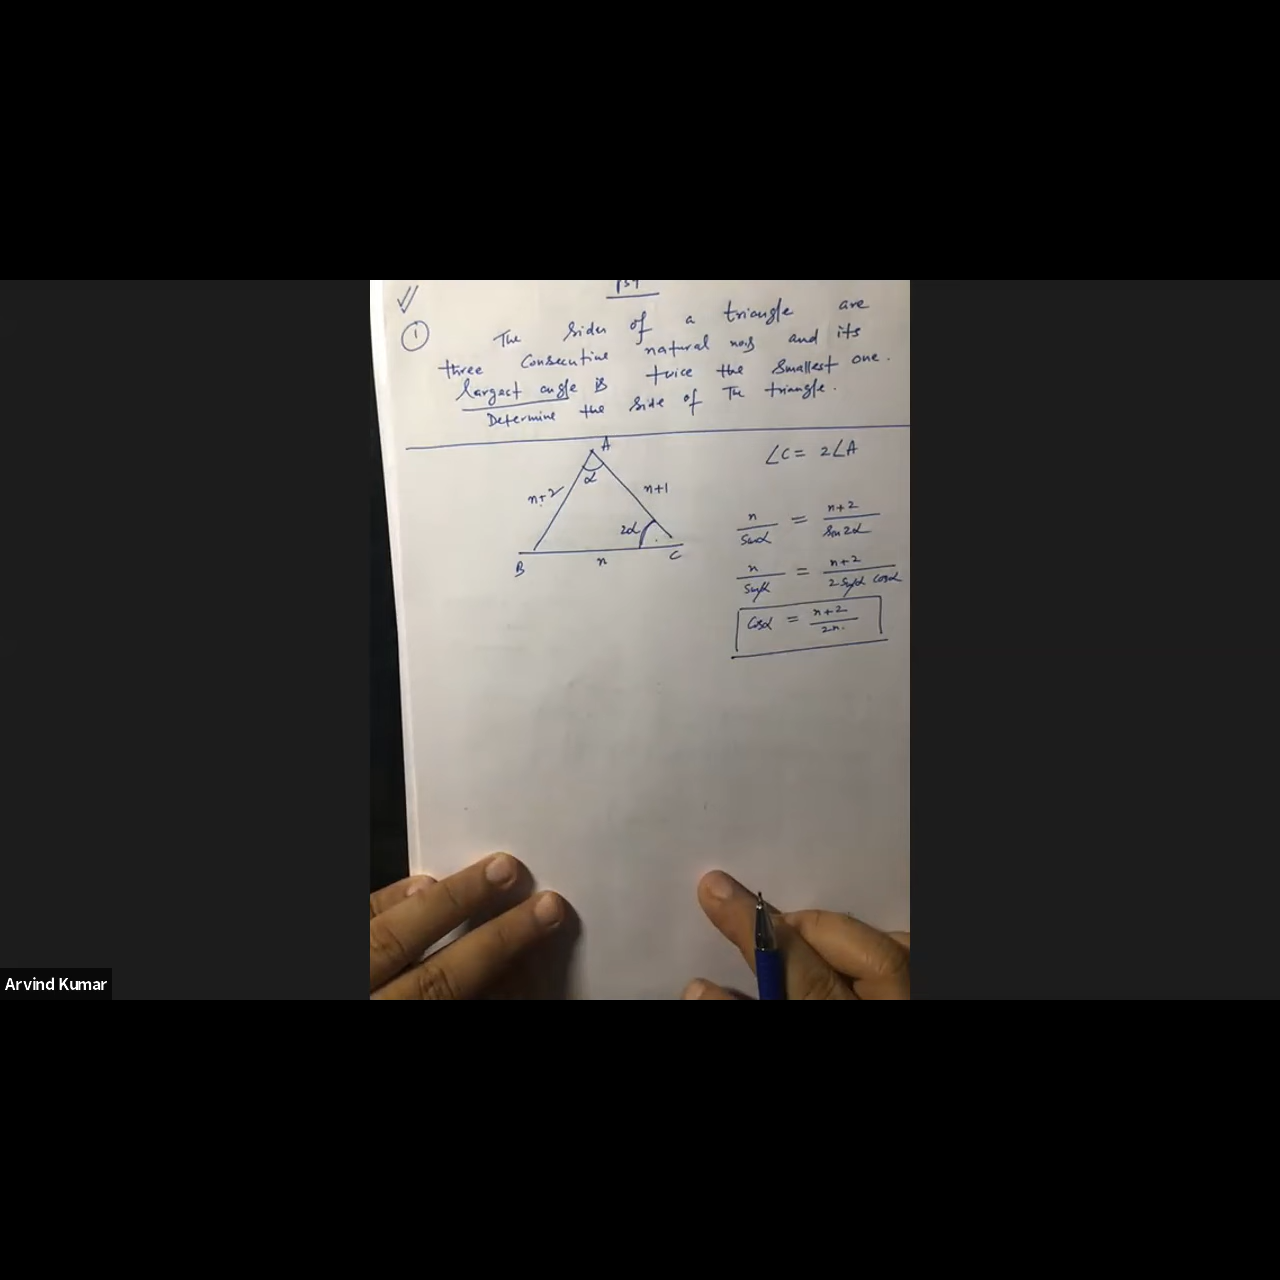 PST
1 The sides of a triangle are
three consecutive natural nos and its
largest angle is twice the smallest one.
Determine the side of The triangle.
A
∠C = 2∠A
α
n+2
n+1
2α
B
n
C
n/sinα = n+2/sin2α
n/sinα = n+2/2 sinα cosα
cosα = n+2/2n.
Arvind Kumar